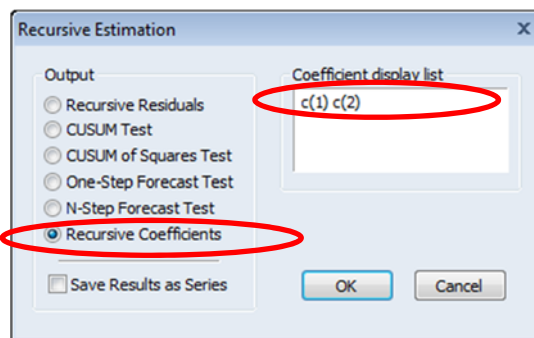 Recursive Estimation
x
Output
Recursive Residuals
CUSUM Test
CUSUM of Squares Test
One-Step Forecast Test
N-Step Forecast Test
Recursive Coefficients
Save Results as Series
Coefficient display list
c(1) c(2)
OK
Cancel